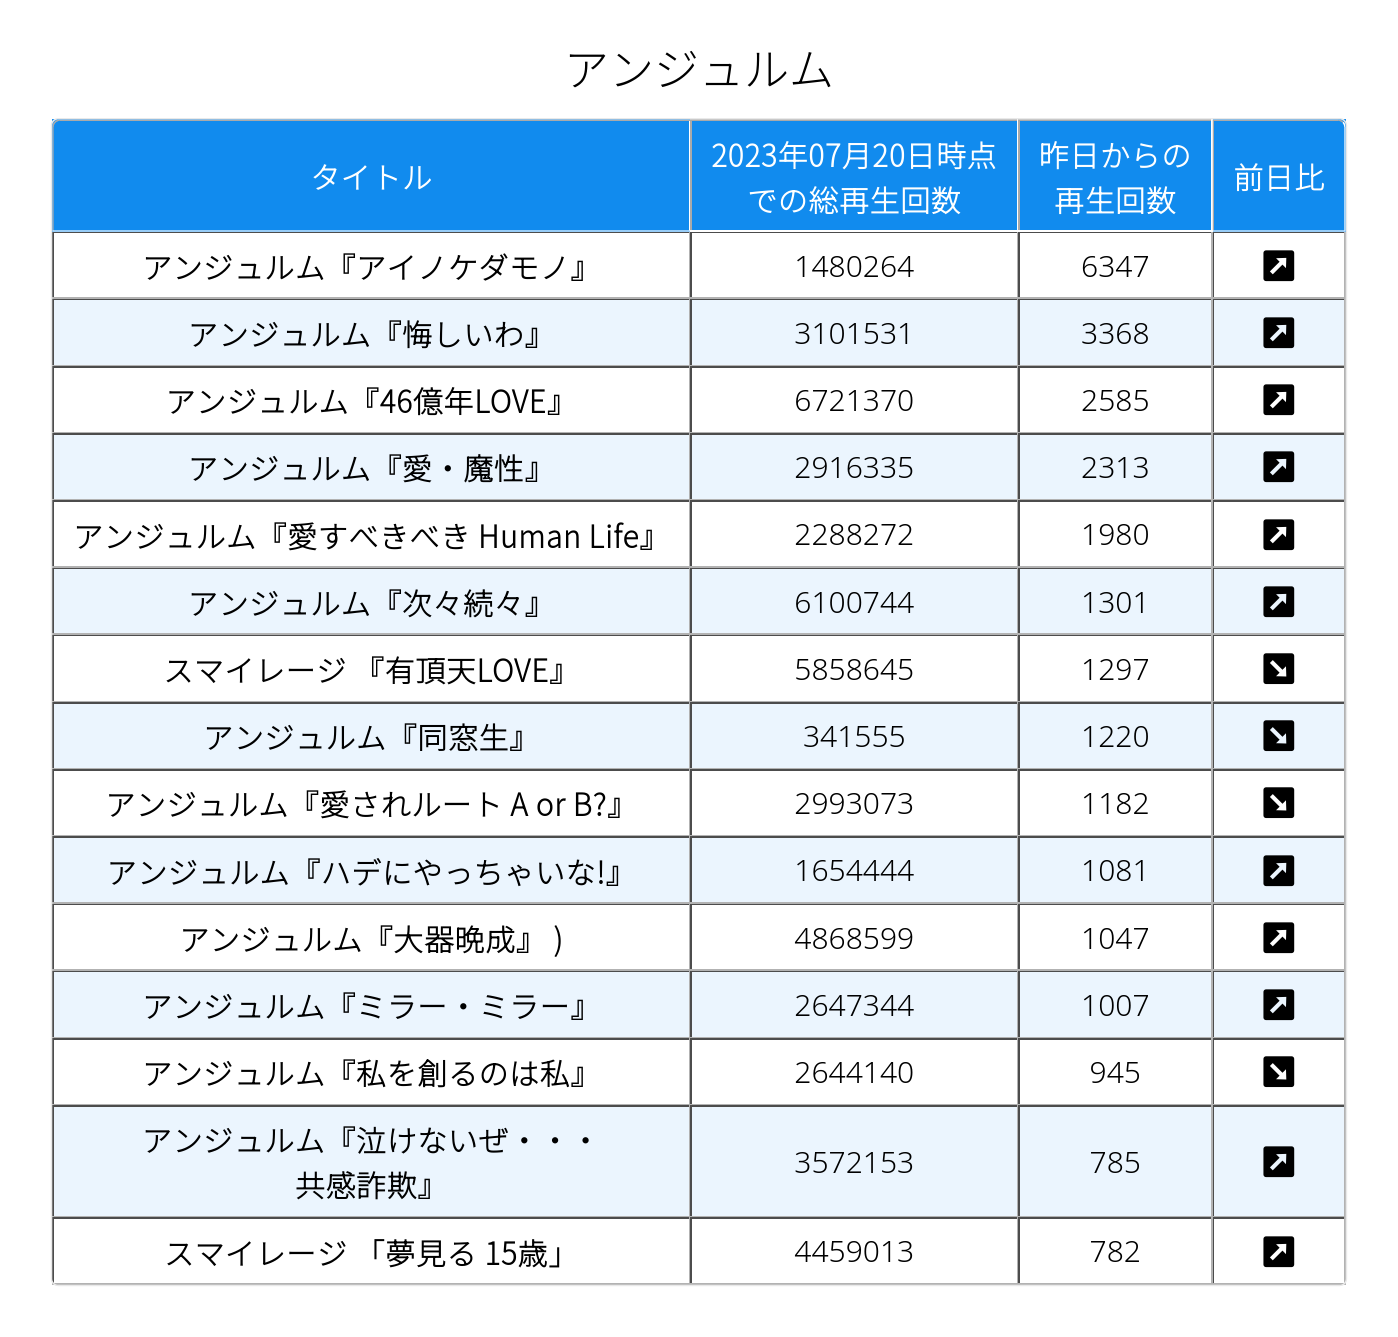 アンジュルム
タイトル
2023年07月20日時点
での総再生回数
昨日からの
再生回数
前日比
アンジュルム『アイノケダモノ』 1480264 6347
アンジュルム『悔しいわ』 3101531 3368
アンジュルム『46億年LOVE』 6721370 2585
アンジュルム『愛・魔性』 2916335 2313
アンジュルム『愛すべきべき Human Life』 2288272 1980
アンジュルム『次々続々』 6100744 1301
スマイレージ 『有頂天LOVE』 5858645 1297
アンジュルム『同窓生』 341555 1220
アンジュルム『愛されルート A or B?』 2993073 1182
アンジュルム『ハデにやっちゃいな!』 1654444 1081
アンジュルム『大器晩成』 ) 4868599 1047
アンジュルム『ミラー・ミラー』 2647344 1007
アンジュルム『私を創るのは私』 2644140 945
アンジュルム『泣けないぜ・・・
共感詐欺』 3572153 785
スマイレージ 「夢見る 15歳」 4459013 782